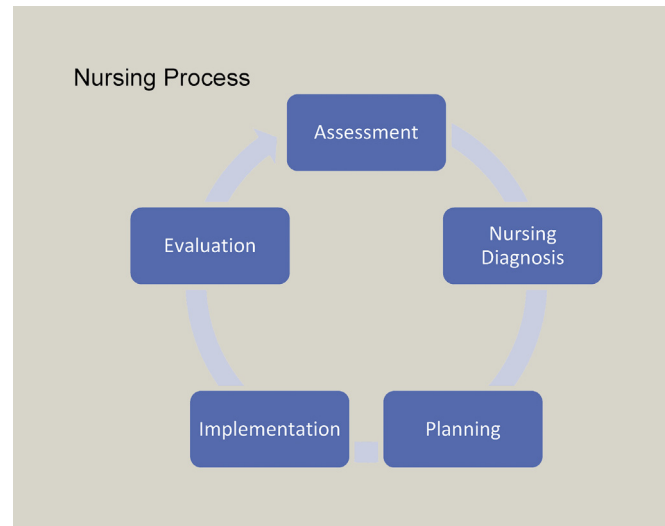 Nursing Process
Assessment
Nursing
Diagnosis
Planning
Implementation
Evaluation